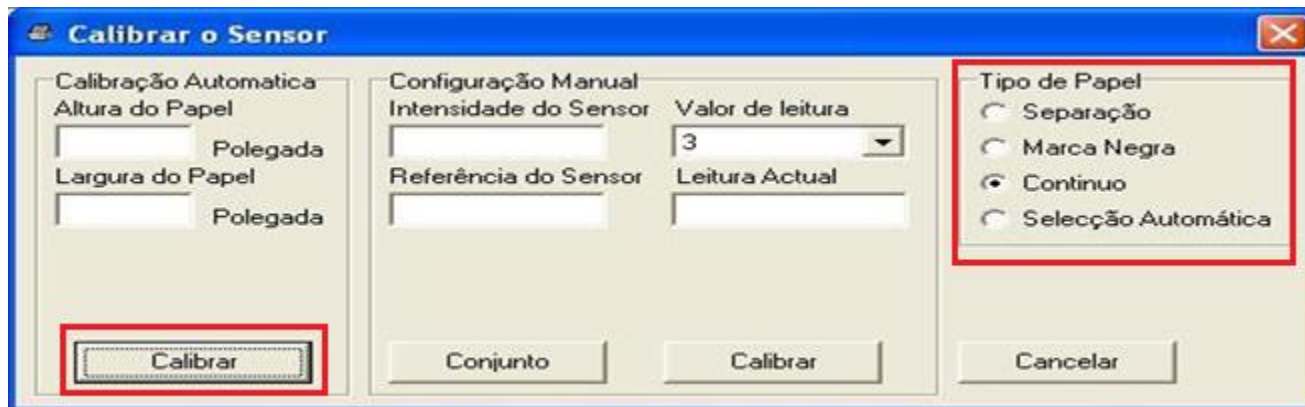 Calibrar o Sensor
Calibração Automatica
Altura do Papel
Polegada
Largura do Papel
Polegada
Calibrar
Configuração Manual
Intensidade do Sensor
Valor de leitura
3
Referência do Sensor
Leitura Actual
Conjunto
Calibrar
Tipo de Papel
Separação
Marca Negra
Continuo
Selecção Automática
Cancelar